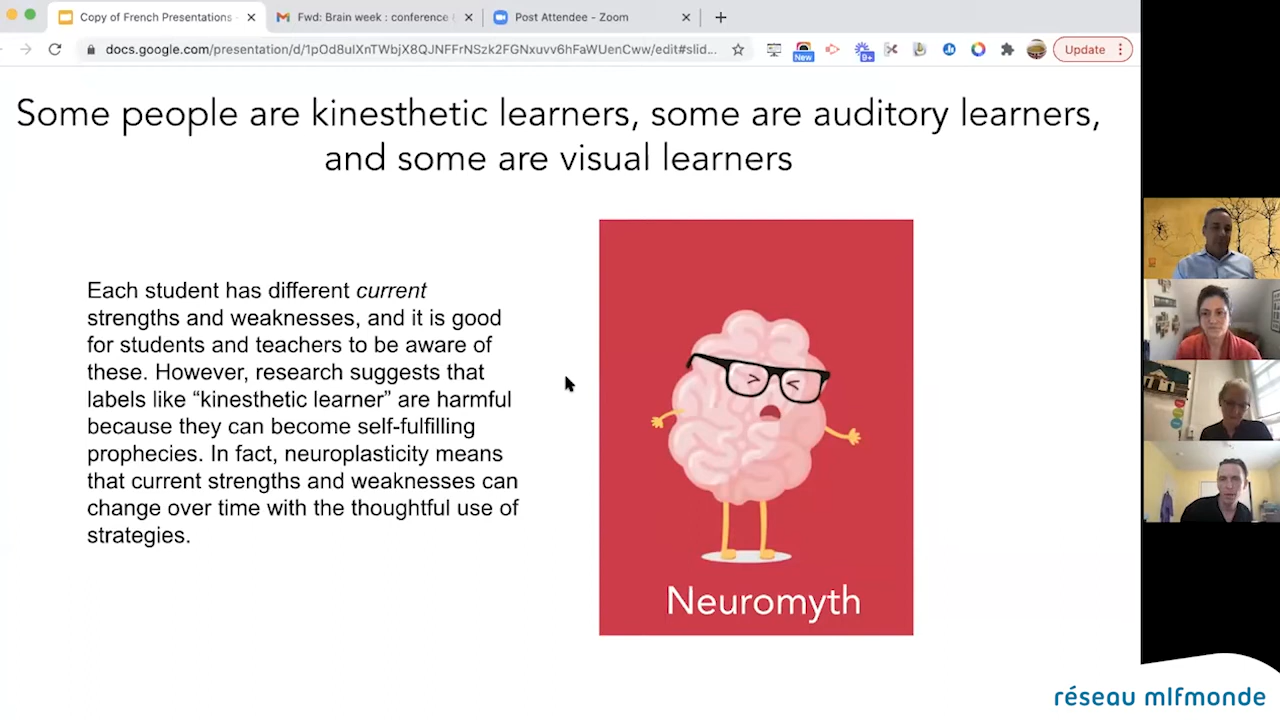 Copy of French Presentations
Fwd: Brain week : conference
Post Attendee - Zoom
docs.google.com/presentation/d/1pOd8uIXnTWbjX8QJNFFrNSzk2FGNxuvv6hFaWUenCww/edit#slid...
New
9+
Update
Some people are kinesthetic learners, some are auditory learners,
and some are visual learners
Each student has different current
strengths and weaknesses, and it is good
for students and teachers to be aware of
these. However, research suggests that
labels like “kinesthetic learner” are harmful
because they can become self-fulfilling
prophecies. In fact, neuroplasticity means
that current strengths and weaknesses can
change over time with the thoughtful use of
strategies.
Neuromyth
réseau mlfmonde